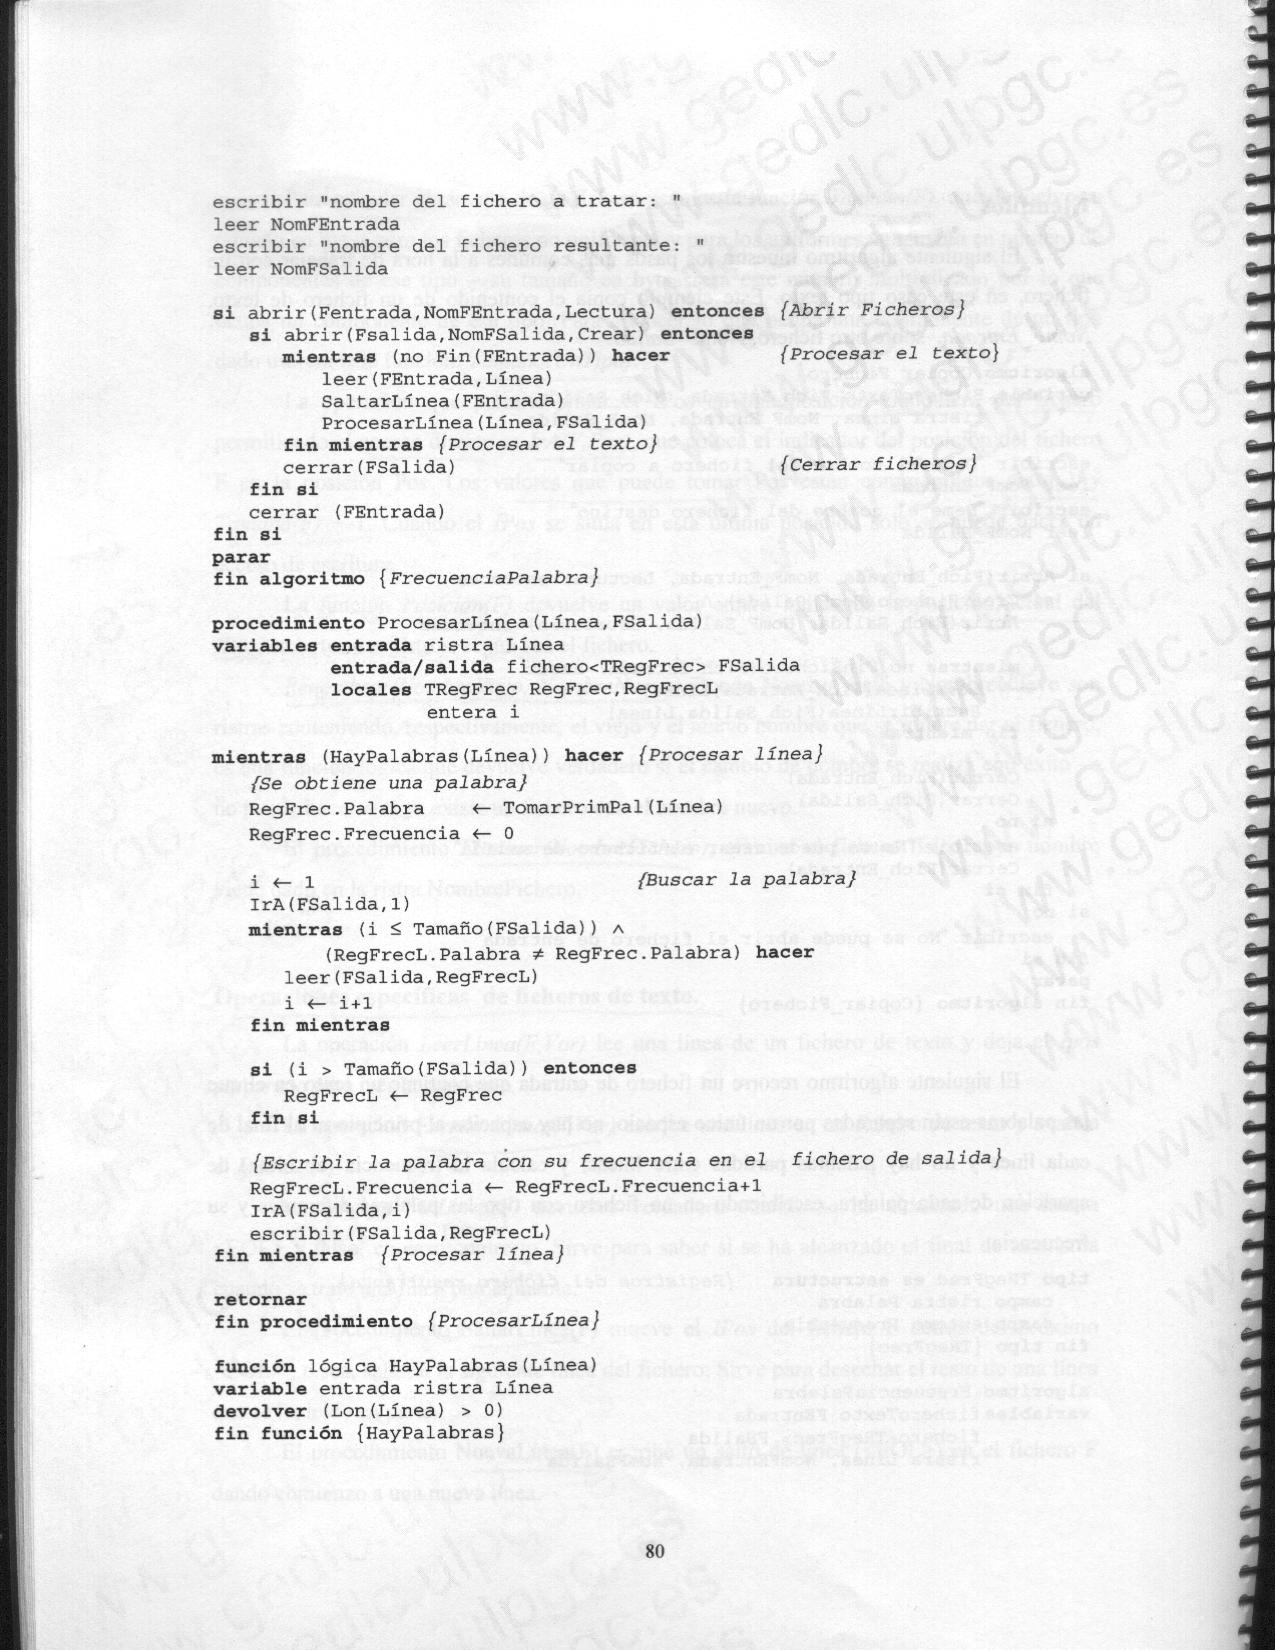 escribir "nombre del fichero a tratar: "
leer NomFEntrada
escribir "nombre del fichero resultante: "
leer NomFSalida
si abrir(Fentrada,NomFEntrada,Lectura) entonces {Abrir Ficheros}
si abrir(Fsalida,NomFSalida,Crear) entonces
mientras (no Fin(FEntrada)) hacer {Procesar el texto}
leer(FEntrada,Línea)
SaltarLínea(FEntrada)
ProcesarLínea(Línea,FSalida)
fin mientras {Procesar el texto}
cerrar(FSalida) {Cerrar ficheros}
fin si
cerrar (FEntrada)
fin si
parar
fin algoritmo {FrecuenciaPalabra}
procedimiento ProcesarLínea(Línea,FSalida)
variables entrada ristra Línea
entrada/salida fichero<TRegFrec> FSalida
locales TRegFrec RegFrec,RegFrecL
entera i
mientras (HayPalabras(Línea)) hacer {Procesar línea}
{Se obtiene una palabra}
RegFrec.Palabra ← TomarPrimPal(Línea)
RegFrec.Frecuencia ← 0
i ← 1 {Buscar la palabra}
IrA(FSalida,1)
mientras (i ≤ Tamaño(FSalida)) ∧
(RegFrecL.Palabra ≠ RegFrec.Palabra) hacer
leer(FSalida,RegFrecL)
i ← i+1
fin mientras
si (i > Tamaño(FSalida)) entonces
RegFrecL ← RegFrec
fin si
{Escribir la palabra con su frecuencia en el fichero de salida}
RegFrecL.Frecuencia ← RegFrecL.Frecuencia+1
IrA(FSalida,i)
escribir(FSalida,RegFrecL)
fin mientras {Procesar línea}
retornar
fin procedimiento {ProcesarLínea}
función lógica HayPalabras(Línea)
variable entrada ristra Línea
devolver (Lon(Línea) > 0)
fin función {HayPalabras}
80